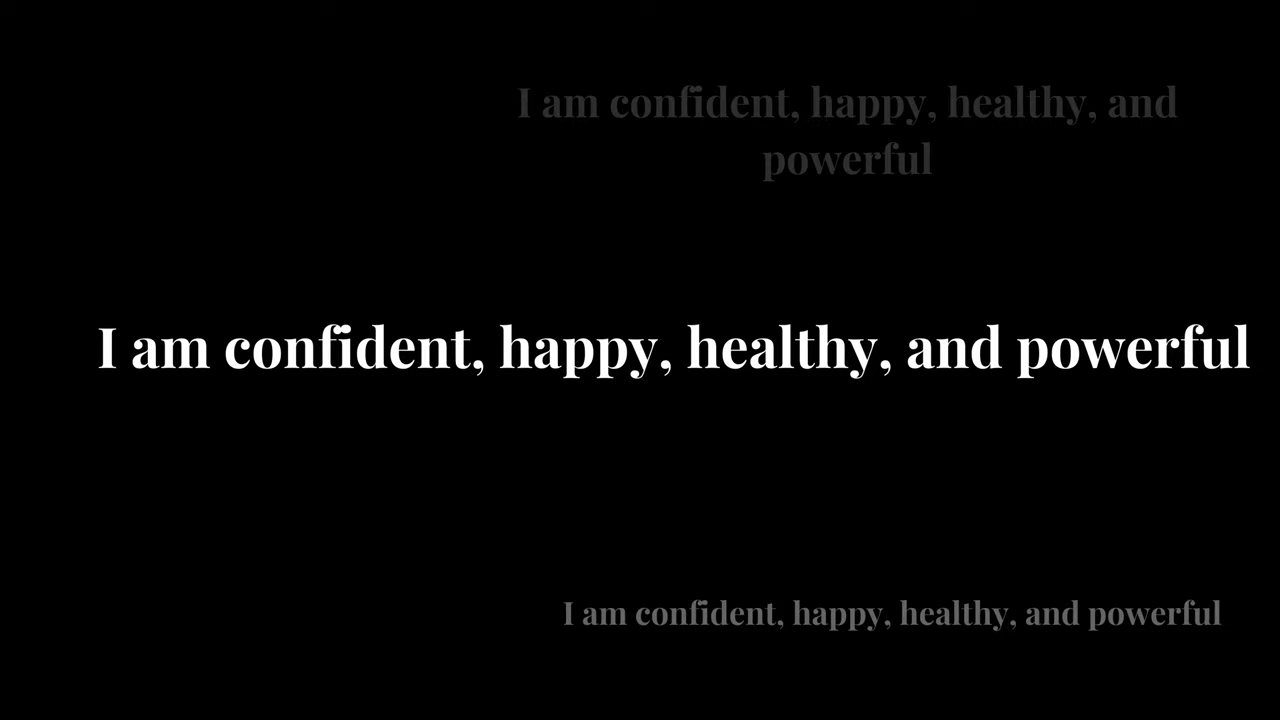 I am confident, happy, healthy, and
powerful
I am confident, happy, healthy, and powerful
I am confident, happy, healthy, and powerful